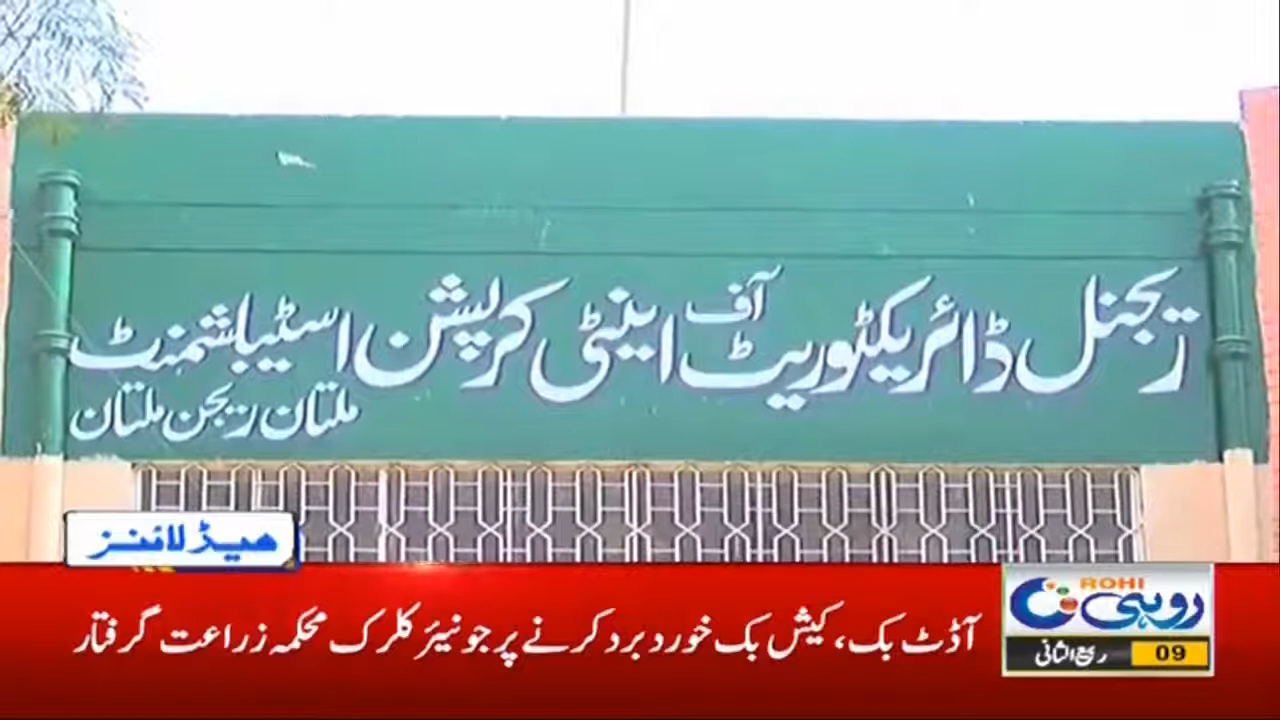 ریجنل ڈائریکٹوریٹ آف اینٹی کرپشن اسٹیبلشمنٹ
ملتان ریجن ملتان
ھیڈ لائنز
آڈٹ بک، کیش بک خورد برد کرنے پر جونیئر کلرک محکمہ زراعت گرفتار
ROHI
روہی
09 ربیع الثانی